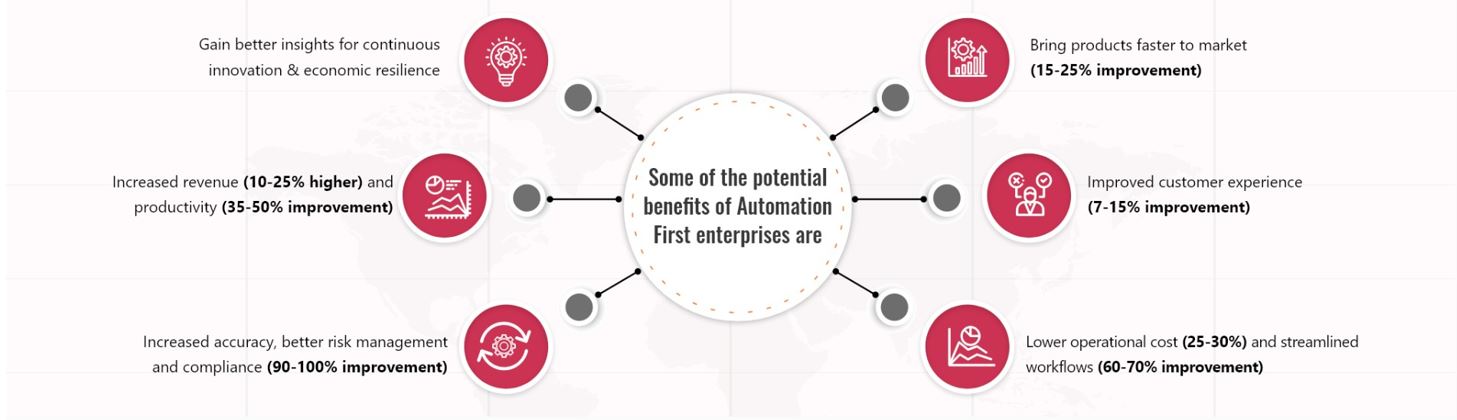 Gain better insights for continuous
innovation & economic resilience
Increased revenue (10-25% higher) and
productivity (35-50% improvement)
Increased accuracy, better risk management
and compliance (90-100% improvement)
Some of the potential
benefits of Automation
First enterprises are
Bring products faster to market
(15-25% improvement)
Improved customer experience
(7-15% improvement)
Lower operational cost (25-30%) and streamlined
workflows (60-70% improvement)